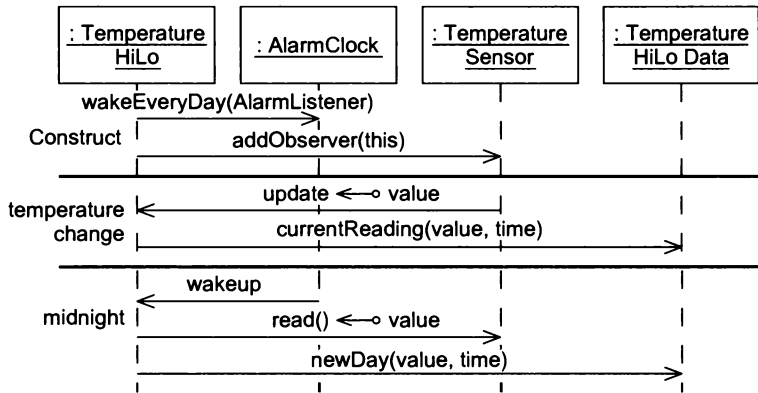 : Temperature
HiLo
: AlarmClock
: Temperature
Sensor
: Temperature
HiLo Data
wakeEveryDay(AlarmListener)
Construct
addObserver(this)
update value
temperature
change
currentReading(value, time)
wakeup
midnight
read() value
newDay(value, time)